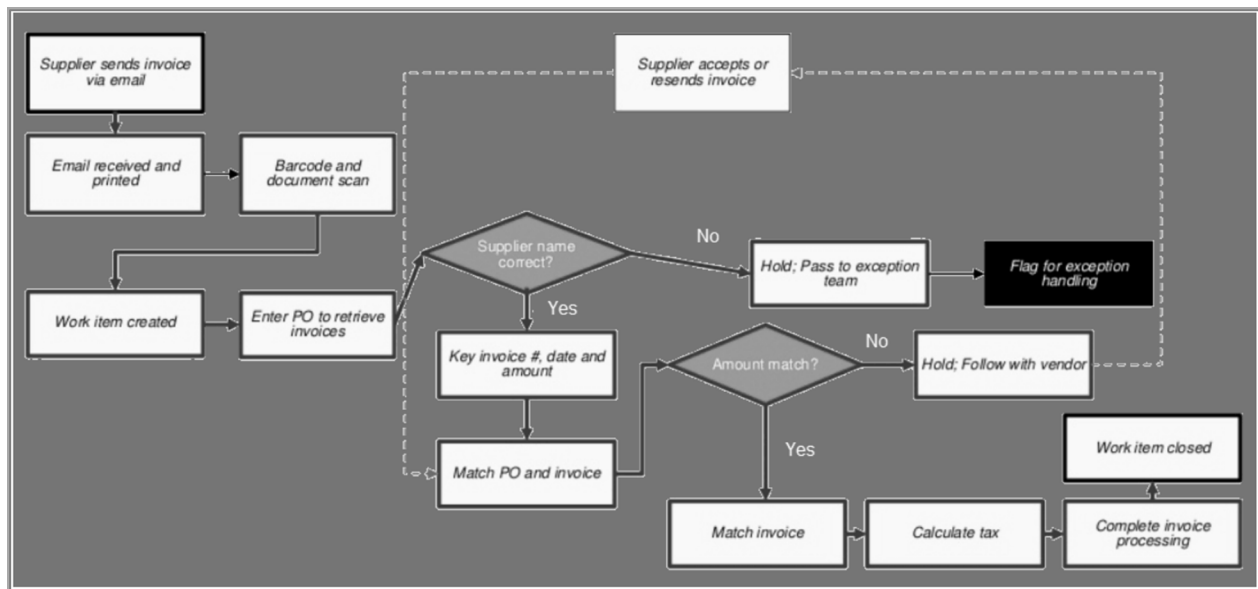 Supplier sends invoice
via email
Supplier accepts or
resends invoice
Email received and
printed
Barcode and
document scan
Supplier name
correct?
No
Hold; Pass to exception
team
Flag for exception
handling
Yes
Work item created
Enter PO to retrieve
invoices
Key invoice #, date and
amount
Amount match?
No
Hold; Follow with vendor
Yes
Match PO and invoice
Work item closed
Match invoice
Calculate tax
Complete invoice
processing